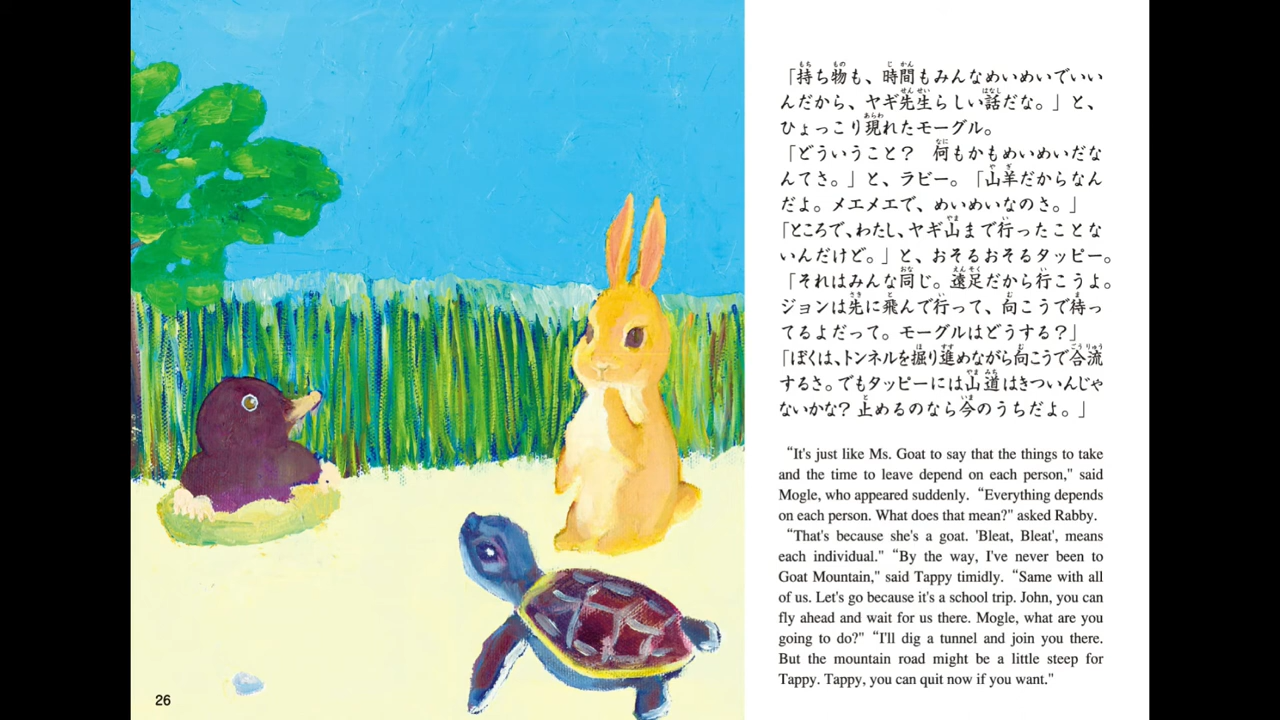 「持ち物も、時間もみんなめいめいでいい
んだから、ヤギ先生らしい話だな。」と、
ひょっこり現れたモーグル。
「どういうこと？　何もかもめいめいだな
んてさ。」と、ラビー。「山羊だからなん
だよ。メエメエで、めいめいなのさ。」
「ところで、わたし、ヤギ山まで行ったことな
いんだけど。」と、おそるおそるタッピー。
「それはみんな同じ。遠足だから行こうよ。
ジョンは先に飛んで行って、向こうで待っ
てるよだって。モーグルはどうする？」
「ぼくは、トンネルを掘り進めながら向こうで合流
するさ。でもタッピーには山道はきついんじゃ
ないかな？止めるのなら今のうちだよ。」
“It's just like Ms. Goat to say that the things to take
and the time to leave depend on each person," said
Mogle, who appeared suddenly. “Everything depends
on each person. What does that mean?" asked Rabby.
“That's because she's a goat. 'Bleat, Bleat', means
each individual." “By the way, I've never been to
Goat Mountain," said Tappy timidly. “Same with all
of us. Let's go because it's a school trip. John, you can
fly ahead and wait for us there. Mogle, what are you
going to do?" “I'll dig a tunnel and join you there.
But the mountain road might be a little steep for
Tappy. Tappy, you can quit now if you want."
26